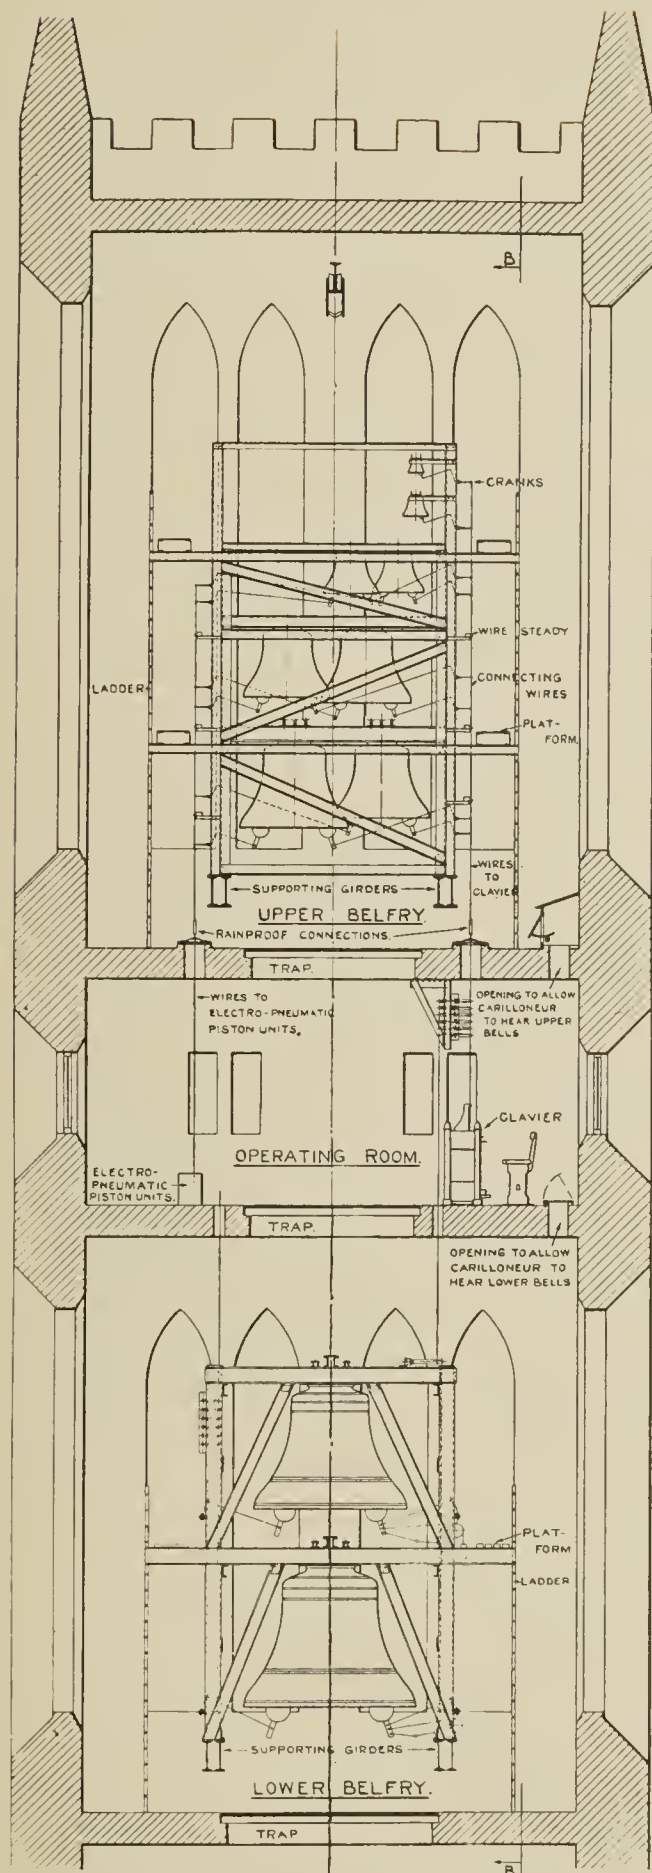 B
CRANKS
WIRE STEADY
LADDER
CONNECTING
WIRES
PLAT-
FORM.
WIRES
TO
CLAVIER
SUPPORTING GIRDERS
UPPER BELFRY.
RAINPROOF CONNECTIONS.
TRAP.
WIRES TO
ELECTRO-PNEUMATIC
PISTON UNITS.
OPENING TO ALLOW
CARILLONEUR
TO HEAR UPPER
BELLS
CLAVIER
OPERATING ROOM.
ELECTRO-
PNEUMATIC
PISTON UNITS.
TRAP.
OPENING TO ALLOW
CARILLONEUR TO
HEAR LOWER BELLS
PLAT-
FORM
LADDER
SUPPORTING GIRDERS
LOWER BELFRY.
TRAP
B